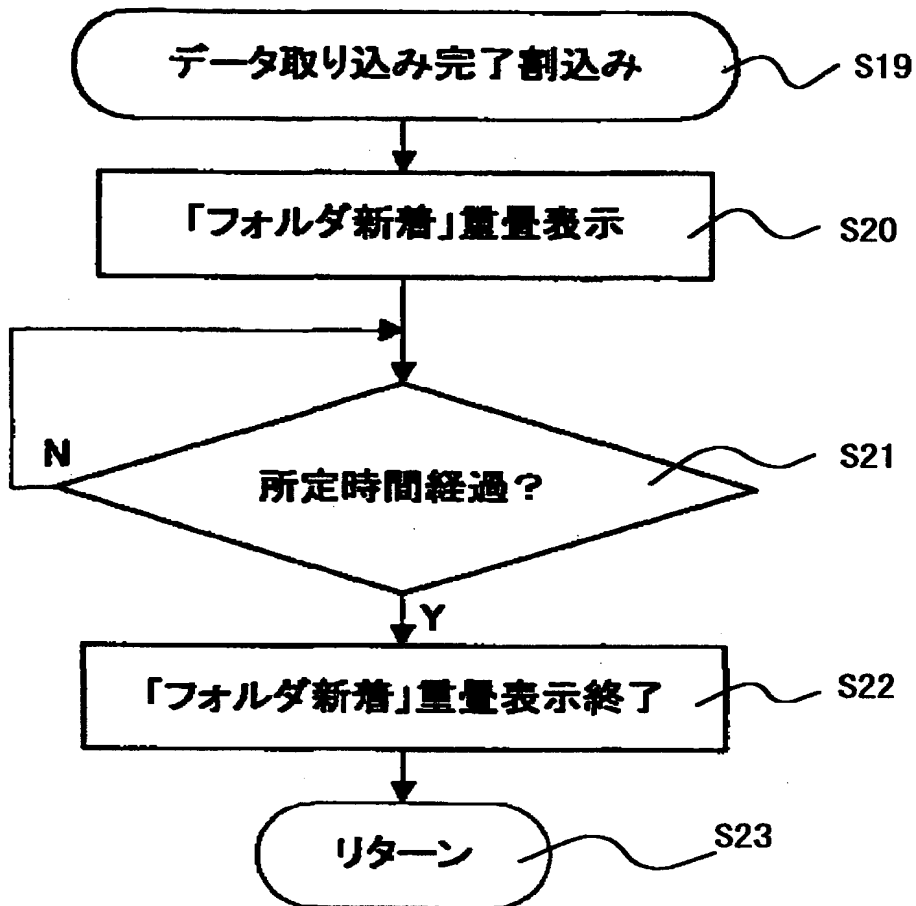 データ取り込み完了割込み
S19
「フォルダ新着」重畳表示
S20
N
所定時間経過?
S21
Y
「フォルダ新着」重畳表示終了
S22
リターン
S23